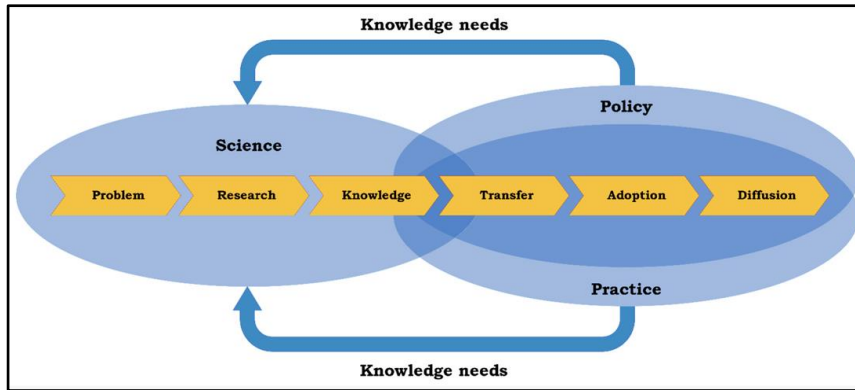 Knowledge needs
Policy
Science
Problem Research Knowledge Transfer Adoption Diffusion
Practice
Knowledge needs